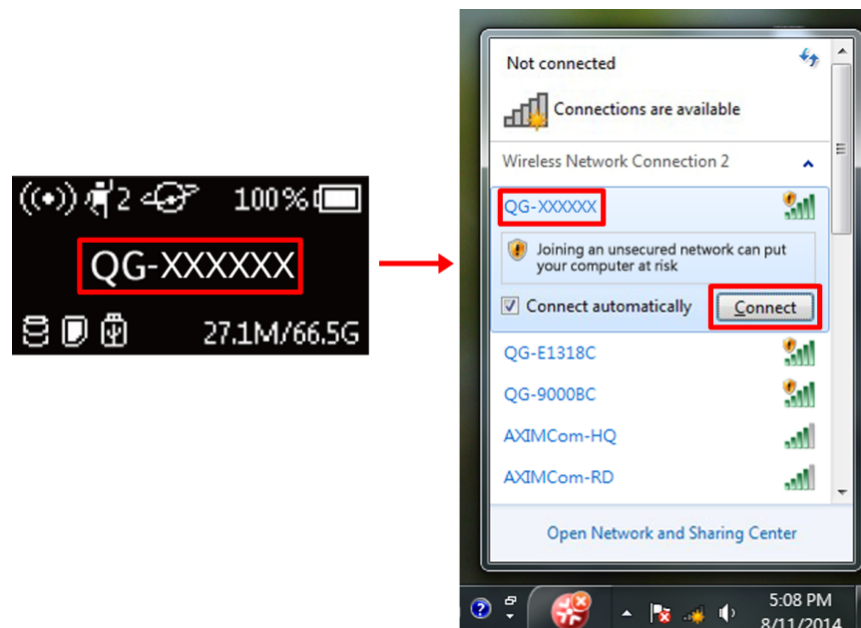 2 100%
QG-XXXXXX
27.1M/66.5G
Not connected
Connections are available
Wireless Network Connection 2
QG-XXXXXX
Joining an unsecured network can put
your computer at risk
Connect automatically
Connect
QG-E1318C
QG-9000BC
AXIMCom-HQ
AXIMCom-RD
Open Network and Sharing Center
5:08 PM
8/11/2014